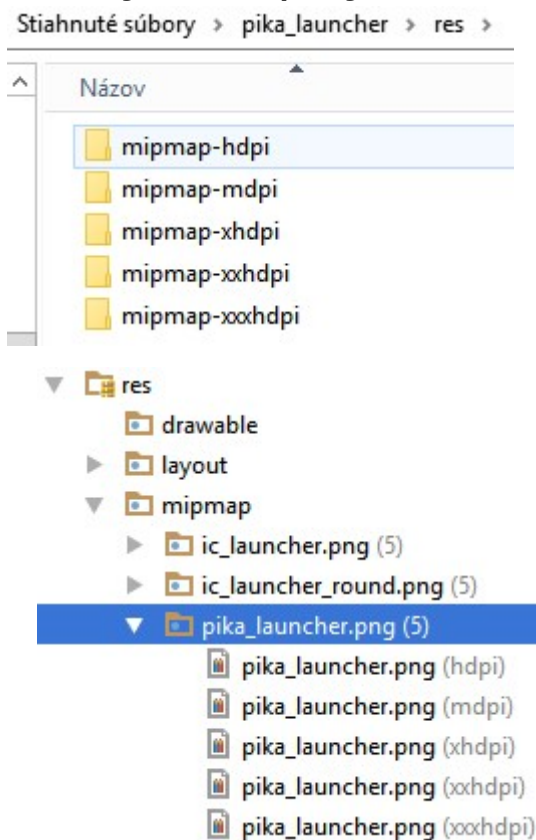 Stiahnuté súbory > pika_launcher > res >
Názov
mipmap-hdpi
mipmap-mdpi
mipmap-xhdpi
mipmap-xxhdpi
mipmap-xxxhdpi
res
drawable
layout
mipmap
ic_launcher.png (5)
ic_launcher_round.png (5)
pika_launcher.png (5)
pika_launcher.png (hdpi)
pika_launcher.png (mdpi)
pika_launcher.png (xhdpi)
pika_launcher.png (xxhdpi)
pika_launcher.png (xxxhdpi)